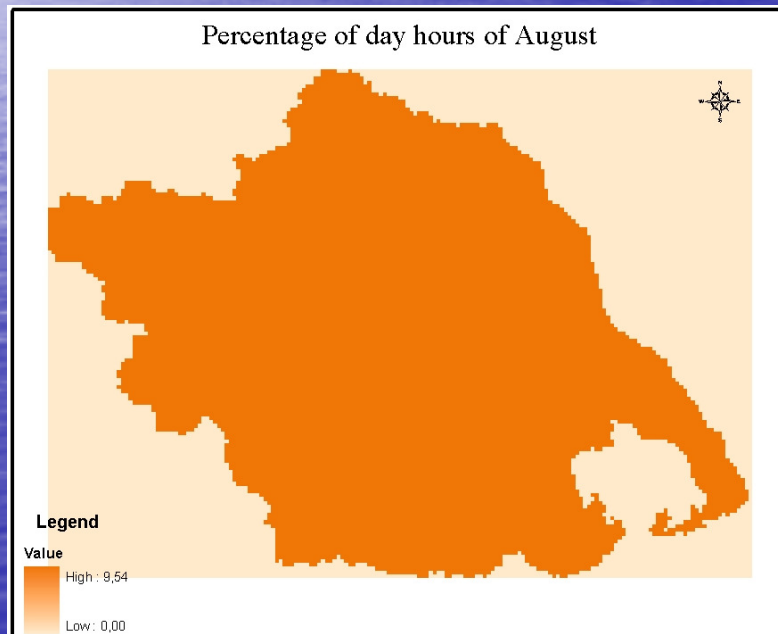 Percentage of day hours of August
N
W E
S
Legend
Value
High : 9,54
Low : 0,00